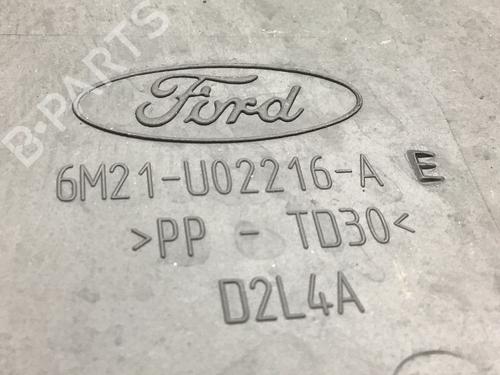 B-PARTS
Ford
6M21-U02216-A E
>PP - TD30<
D2L4A